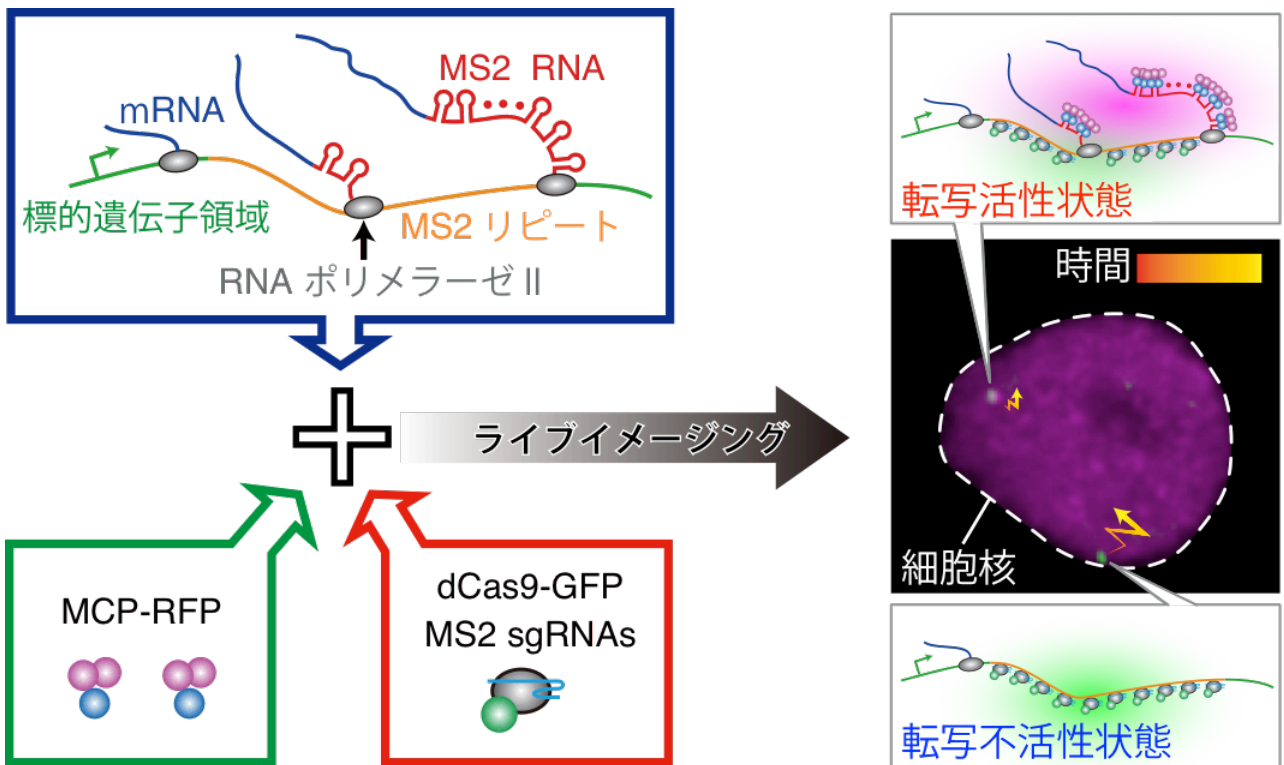 MS2 RNA
mRNA
標的遺伝子領域
MS2 リピート
RNA ポリメラーゼ II
ライブイメージング
MCP-RFP
dCas9-GFP
MS2 sgRNAs
転写活性状態
時間
細胞核
転写不活性状態